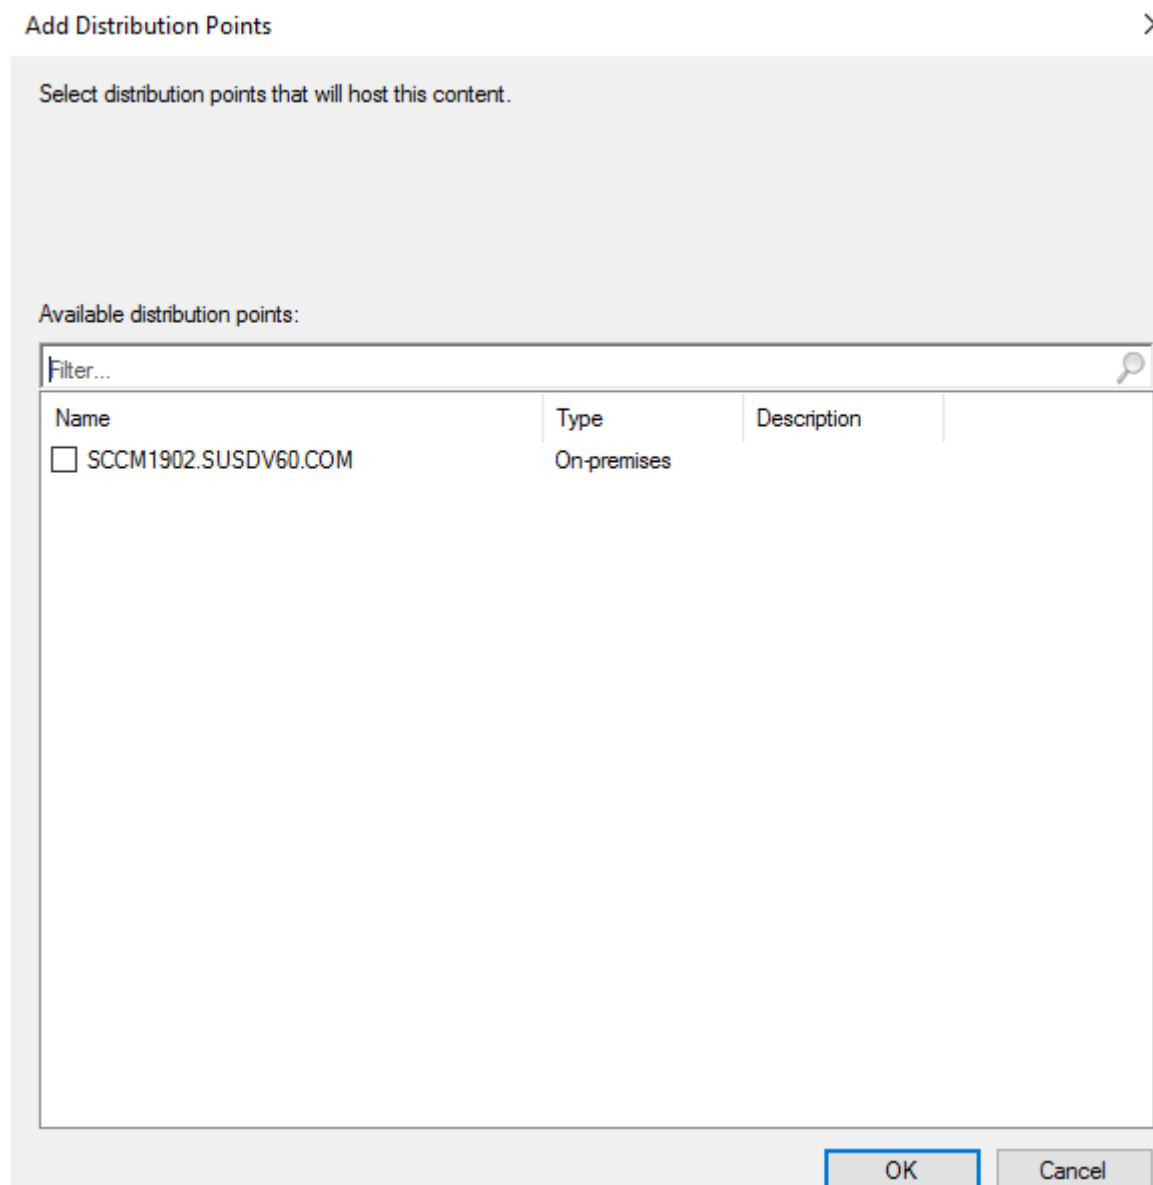 Add Distribution Points
Select distribution points that will host this content.
Available distribution points:
Filter...
Name Type Description
SCCM1902.SUSDV60.COM On-premises
OK Cancel